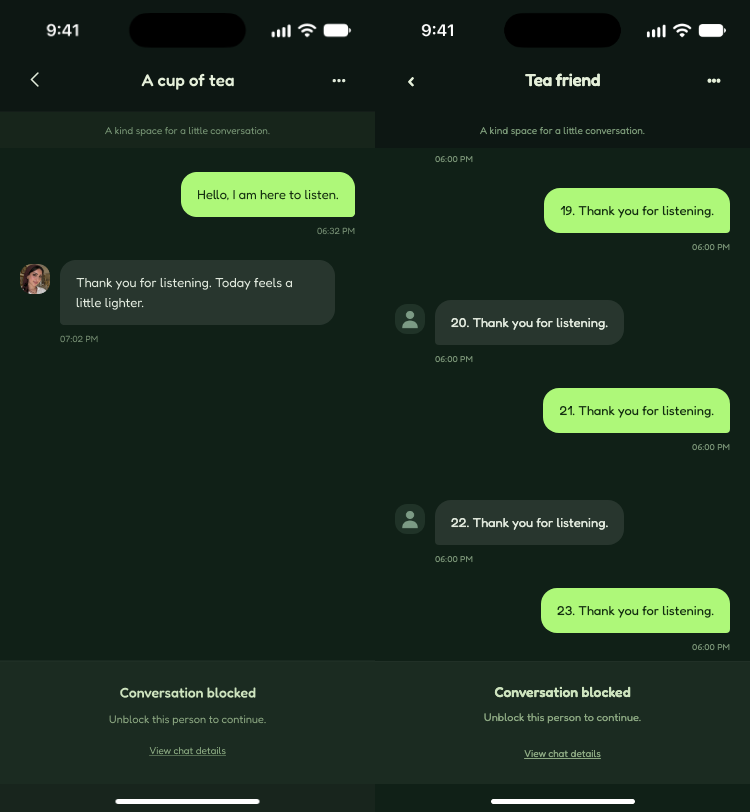 9:41
A cup of tea
A kind space for a little conversation.
Hello, I am here to listen.
06:32 PM
Thank you for listening. Today feels a
little lighter.
07:02 PM
Conversation blocked
Unblock this person to continue.
View chat details
9:41
Tea friend
A kind space for a little conversation.
06:00 PM
19. Thank you for listening.
06:00 PM
20. Thank you for listening.
06:00 PM
21. Thank you for listening.
06:00 PM
22. Thank you for listening.
06:00 PM
23. Thank you for listening.
06:00 PM
Conversation blocked
Unblock this person to continue.
View chat details